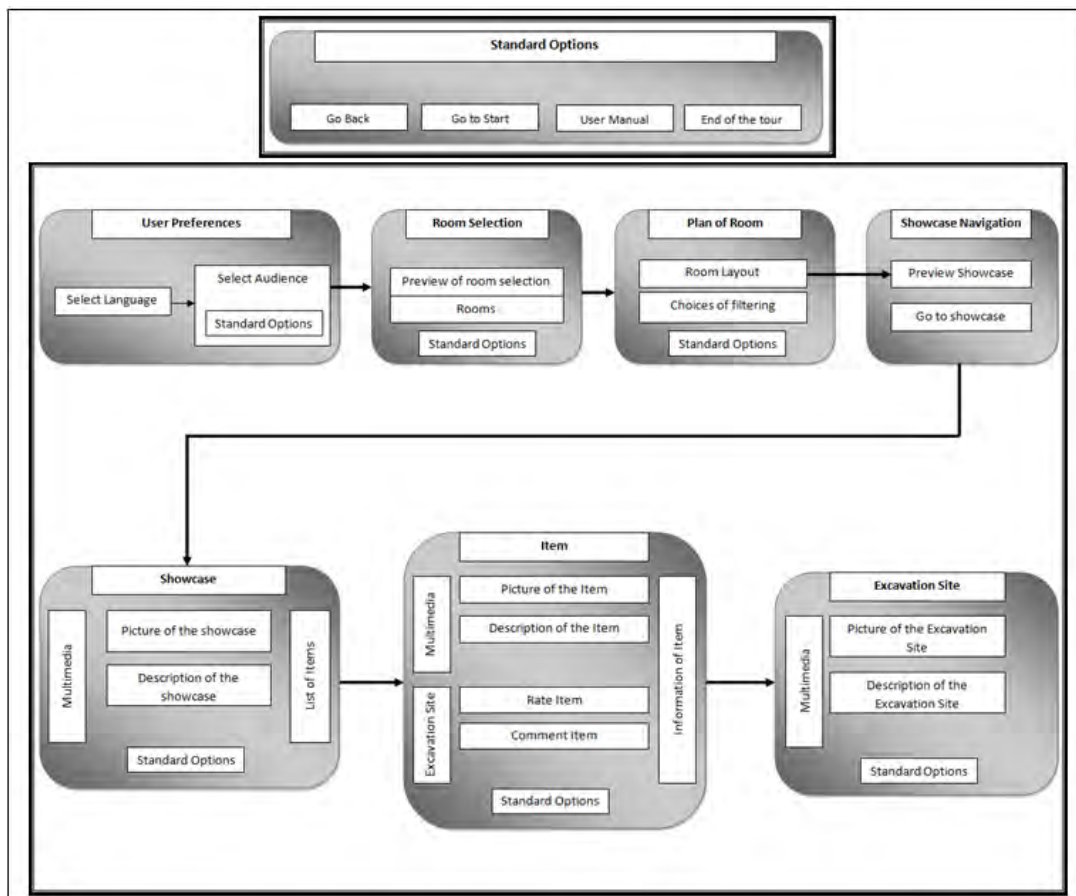 Standard Options
Go Back
Go to Start
User Manual
End of the tour
User Preferences
Select Language
Select Audience
Standard Options
Room Selection
Preview of room selection
Rooms
Standard Options
Plan of Room
Room Layout
Choices of filtering
Standard Options
Showcase Navigation
Preview Showcase
Go to showcase
Showcase
Multimedia
Picture of the showcase
Description of the
showcase
List of Items
Standard Options
Item
Multimedia
Excavation Site
Picture of the Item
Description of the Item
Rate Item
Comment Item
Information of Item
Standard Options
Excavation Site
Multimedia
Picture of the Excavation
Site
Description of the
Excavation Site
Standard Options